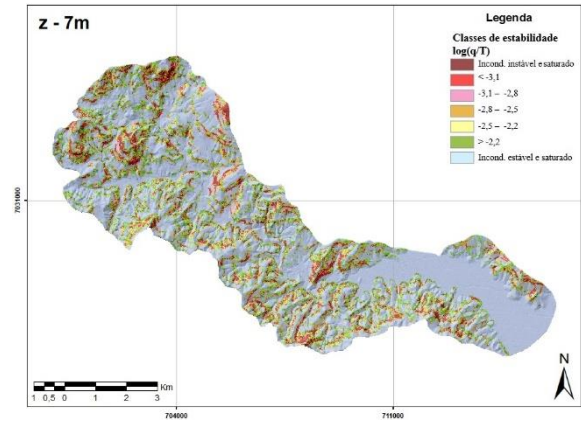 z - 7m
Legenda
Classes de estabilidade
log(q/T)
Incond. instável e saturado
< -3,1
-3,1 – -2,8
-2,8 – -2,5
-2,5 – -2,2
> -2,2
Incond. estável e saturado
7031000
1 0,5 0 1 2 3 Km
N
704000 711000